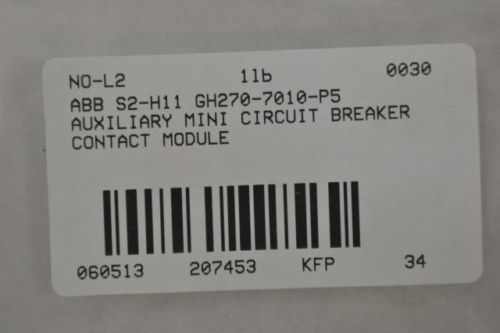 NO-L2 1lb 0030
ABB S2-H11 GH270-7010-P5
AUXILIARY MINI CIRCUIT BREAKER
CONTACT MODULE
060513 207453 KFP 34